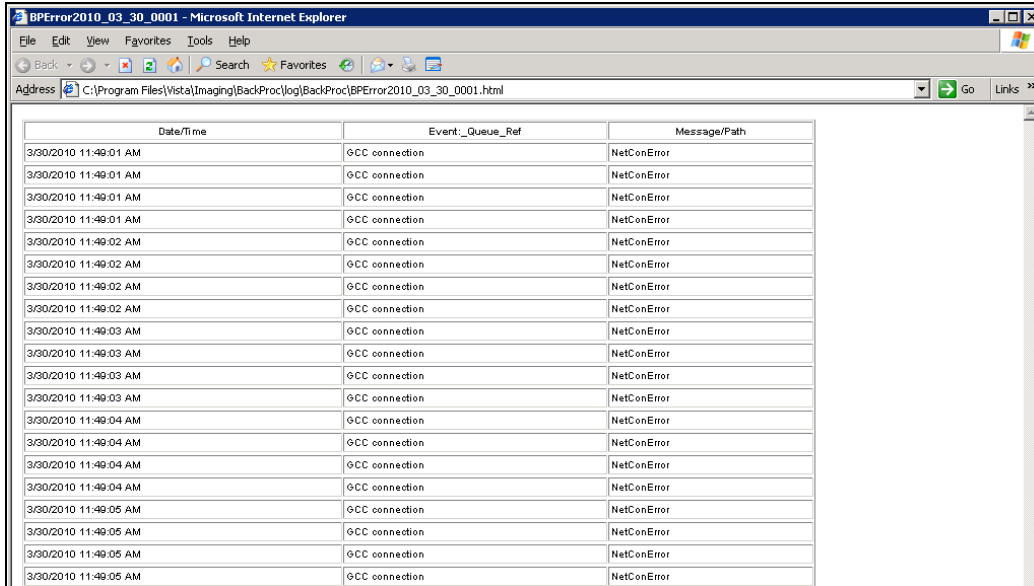 BPError2010_03_30_0001 - Microsoft Internet Explorer
File Edit View Favorites Tools Help
Back Search Favorites
Address C:\Program Files\Vista\Imaging\BackProc\log\BackProc\BPError2010_03_30_0001.html Go Links »
Date/Time Event:_Queue_Ref Message/Path
3/30/2010 11:49:01 AM GCC connection NetConError
3/30/2010 11:49:01 AM GCC connection NetConError
3/30/2010 11:49:01 AM GCC connection NetConError
3/30/2010 11:49:01 AM GCC connection NetConError
3/30/2010 11:49:02 AM GCC connection NetConError
3/30/2010 11:49:02 AM GCC connection NetConError
3/30/2010 11:49:02 AM GCC connection NetConError
3/30/2010 11:49:02 AM GCC connection NetConError
3/30/2010 11:49:03 AM GCC connection NetConError
3/30/2010 11:49:03 AM GCC connection NetConError
3/30/2010 11:49:03 AM GCC connection NetConError
3/30/2010 11:49:03 AM GCC connection NetConError
3/30/2010 11:49:04 AM GCC connection NetConError
3/30/2010 11:49:04 AM GCC connection NetConError
3/30/2010 11:49:04 AM GCC connection NetConError
3/30/2010 11:49:04 AM GCC connection NetConError
3/30/2010 11:49:05 AM GCC connection NetConError
3/30/2010 11:49:05 AM GCC connection NetConError
3/30/2010 11:49:05 AM GCC connection NetConError
3/30/2010 11:49:05 AM GCC connection NetConError